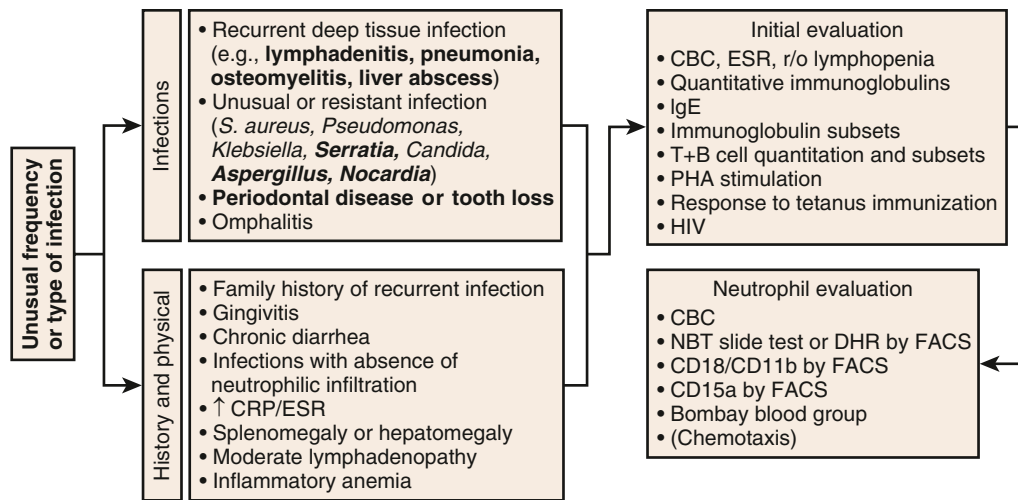 Unusual frequency
or type of infection
Infections
• Recurrent deep tissue infection
(e.g., lymphadenitis, pneumonia,
osteomyelitis, liver abscess)
• Unusual or resistant infection
(S. aureus, Pseudomonas,
Klebsiella, Serratia, Candida,
Aspergillus, Nocardia)
• Periodontal disease or tooth loss
• Omphalitis
History and physical
• Family history of recurrent infection
• Gingivitis
• Chronic diarrhea
• Infections with absence of
neutrophilic infiltration
• ↑ CRP/ESR
• Splenomegaly or hepatomegaly
• Moderate lymphadenopathy
• Inflammatory anemia
Initial evaluation
• CBC, ESR, r/o lymphopenia
• Quantitative immunoglobulins
• IgE
• Immunoglobulin subsets
• T+B cell quantitation and subsets
• PHA stimulation
• Response to tetanus immunization
• HIV
Neutrophil evaluation
• CBC
• NBT slide test or DHR by FACS
• CD18/CD11b by FACS
• CD15a by FACS
• Bombay blood group
• (Chemotaxis)